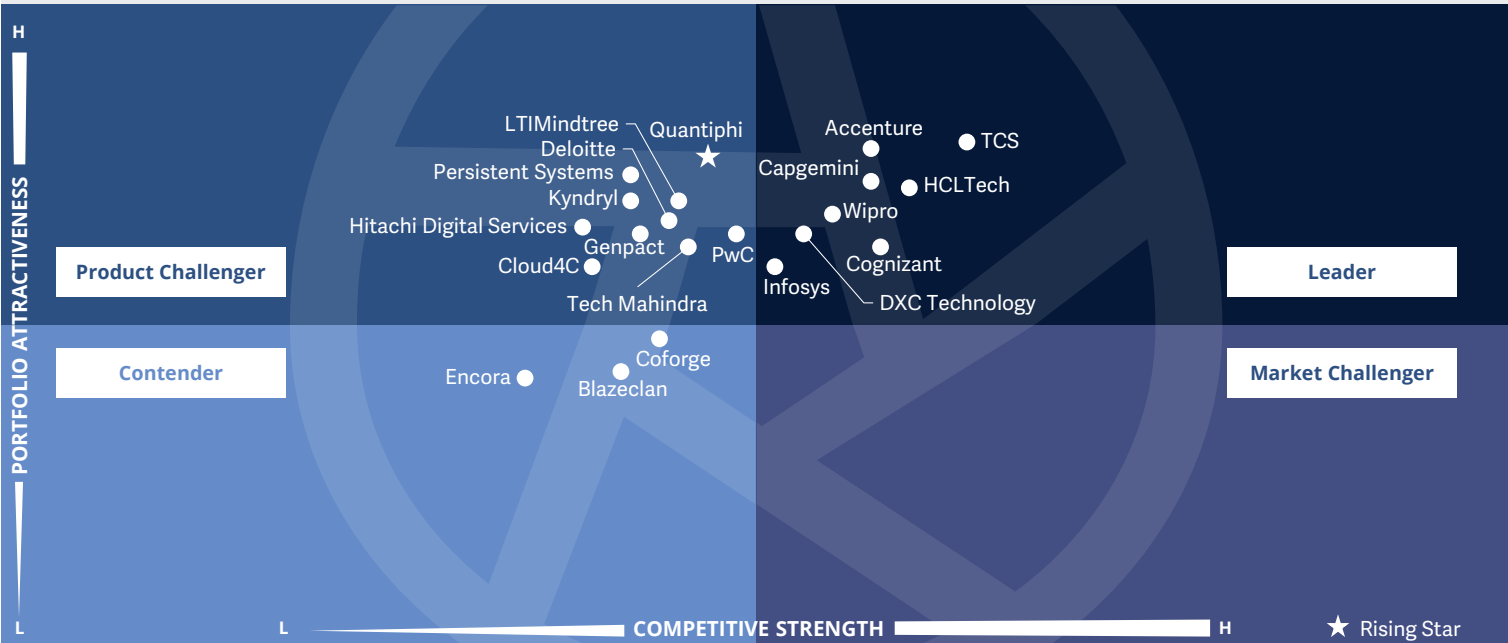 H
LTIMindtree
Quantiphi
Accenture
TCS
Deloitte
Persistent Systems
Capgemini
HCLTech
Kyndryl
Wipro
Hitachi Digital Services
Genpact
PwC
Cognizant
Cloud4C
Infosys
Tech Mahindra
DXC Technology
Product Challenger
Leader
PORTFOLIO ATTRACTIVENESS
Coforge
Encora
Blazeclan
Contender
Market Challenger
L
L
COMPETITIVE STRENGTH
H
Rising Star